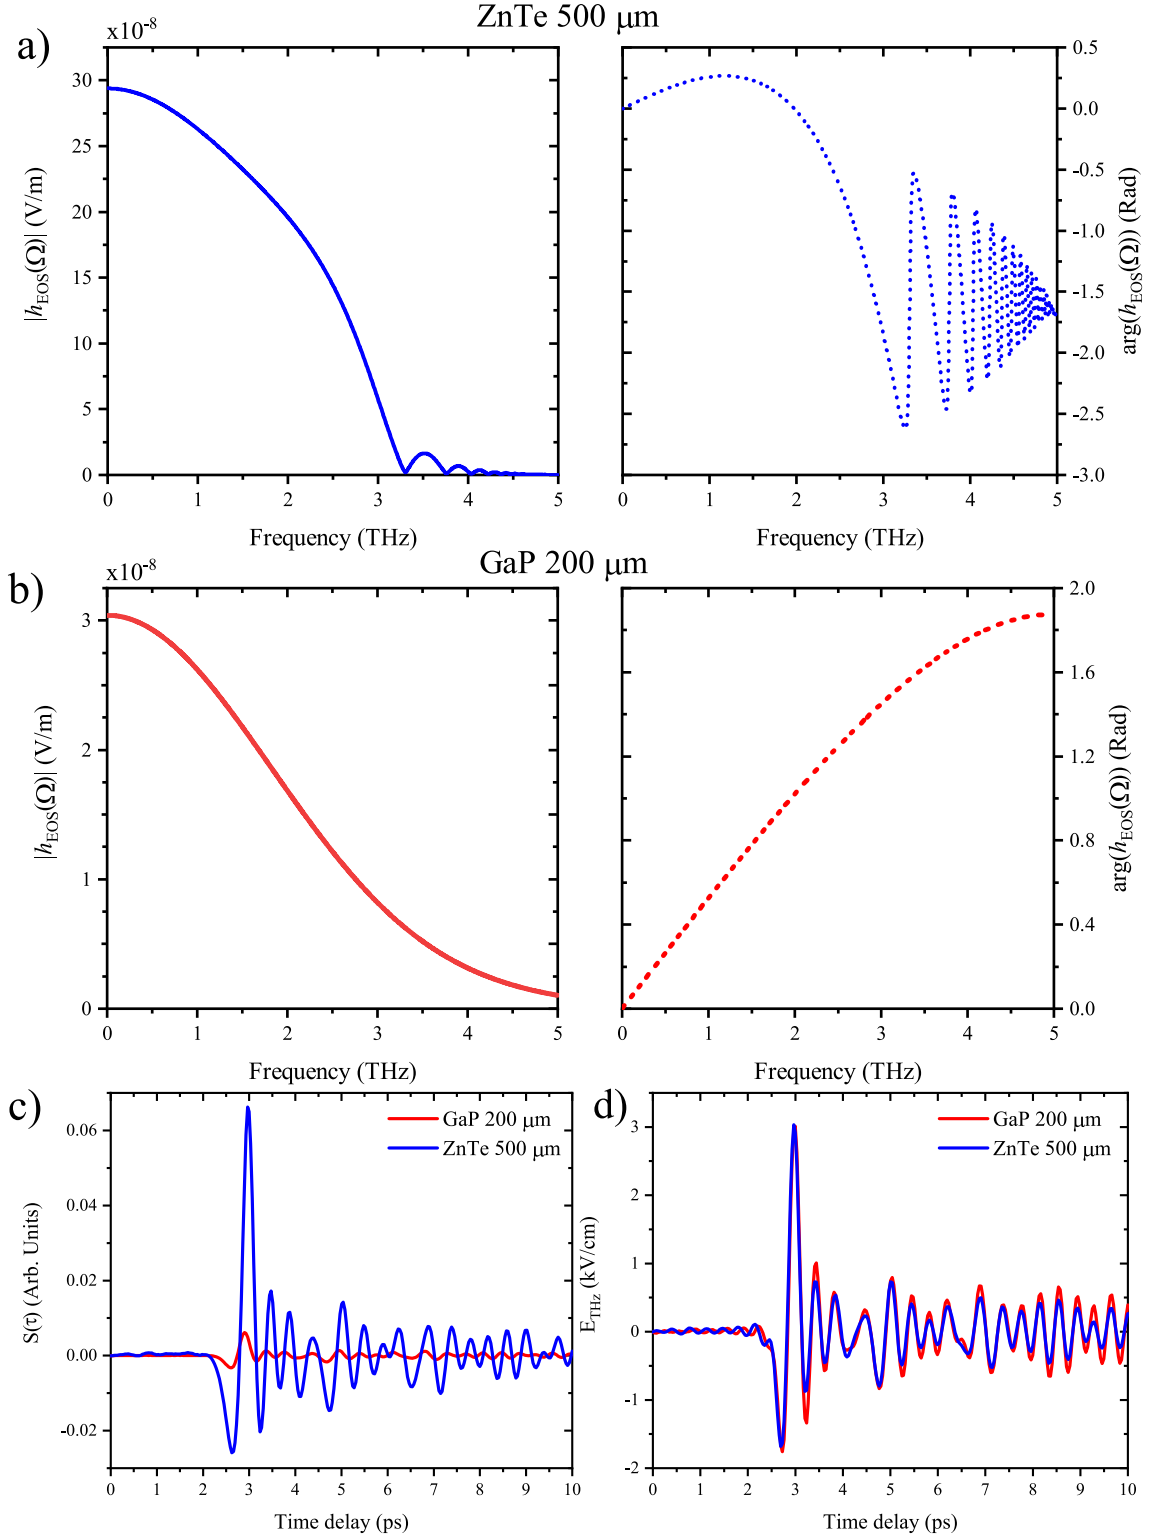 ZnTe 500 μm
a)
x10-8
30
25
20
15
10
5
0
|hEOS(Ω)| (V/m)
0 1 2 3 4 5
Frequency (THz)
0.5
0.0
-0.5
-1.0
-1.5
-2.0
-2.5
-3.0
arg(hEOS(Ω)) (Rad)
0 1 2 3 4 5
Frequency (THz)
GaP 200 μm
b)
x10-8
3
2
1
0
|hEOS(Ω)| (V/m)
0 1 2 3 4 5
Frequency (THz)
2.0
1.6
1.2
0.8
0.4
0.0
arg(hEOS(Ω)) (Rad)
0 1 2 3 4 5
Frequency (THz)
c)
GaP 200 μm
ZnTe 500 μm
0.06
0.04
0.02
0.00
-0.02
S(τ) (Arb. Units)
0 1 2 3 4 5 6 7 8 9 10
Time delay (ps)
d)
GaP 200 μm
ZnTe 500 μm
3
2
1
0
-1
-2
ETHz (kV/cm)
0 1 2 3 4 5 6 7 8 9 10
Time delay (ps)